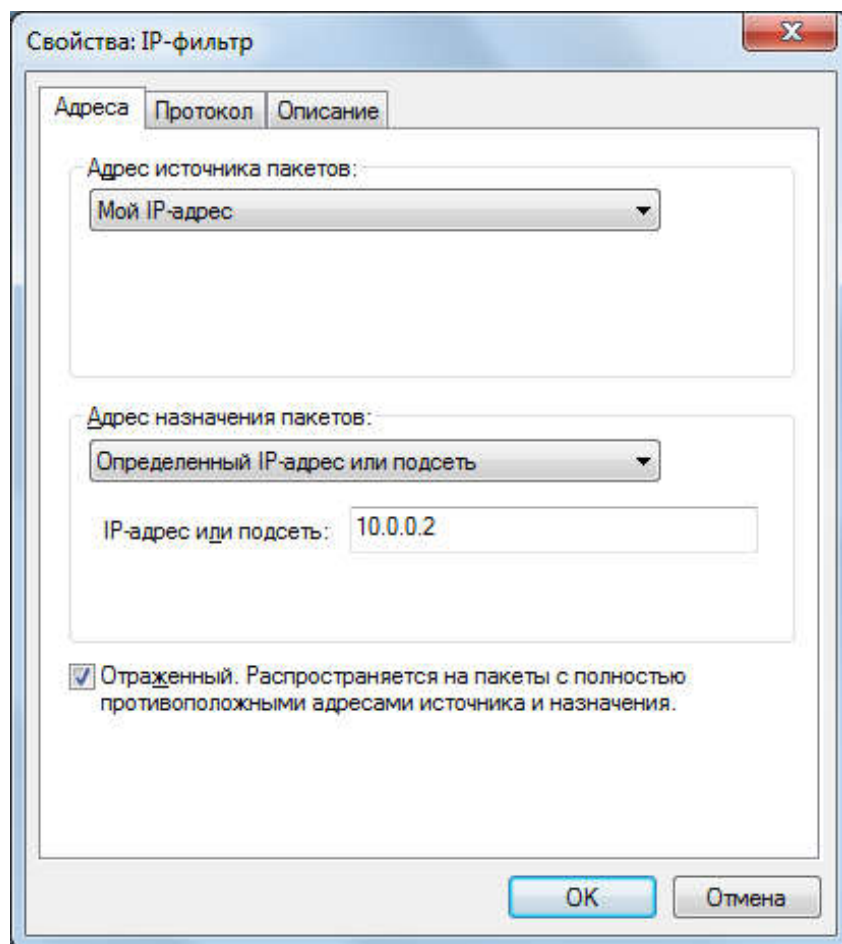 Свойства: IP-фильтр
Адреса
Протокол
Описание
Адрес источника пакетов:
Мой IP-адрес
Адрес назначения пакетов:
Определенный IP-адрес или подсеть
IP-адрес или подсеть:
10.0.0.2
Отраженный. Распространяется на пакеты с полностью
противоположными адресами источника и назначения.
OK
Отмена